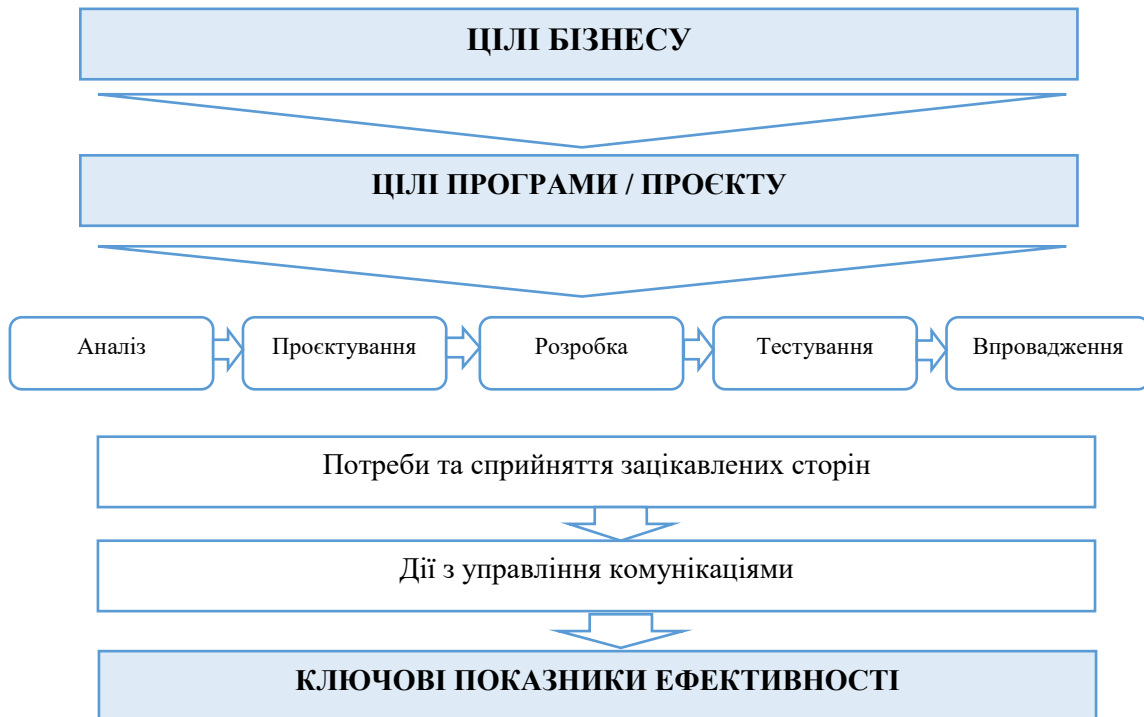 ЦІЛІ БІЗНЕСУ
ЦІЛІ ПРОГРАМИ / ПРОЄКТУ
Аналіз
Проєктування
Розробка
Тестування
Впровадження
Потреби та сприйняття зацікавлених сторін
Дії з управління комунікаціями
КЛЮЧОВІ ПОКАЗНИКИ ЕФЕКТИВНОСТІ